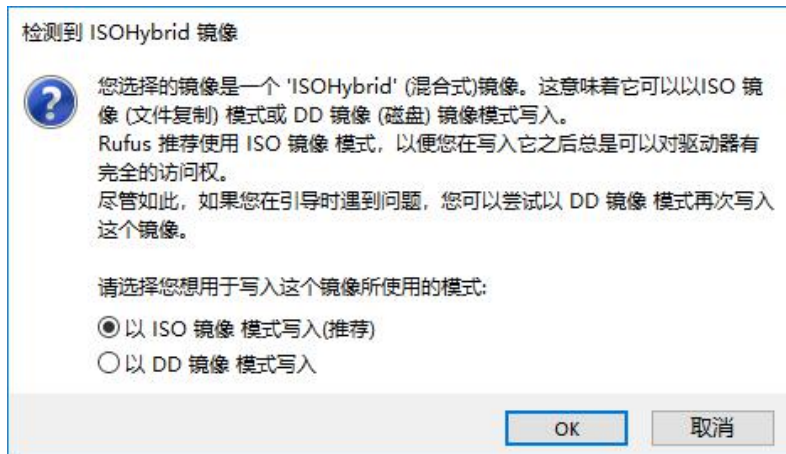 检测到 ISOHybrid 镜像
您选择的镜像是一个 'ISOHybrid' (混合式)镜像。这意味着它可以以ISO 镜
像 (文件复制) 模式或 DD 镜像 (磁盘) 镜像模式写入。
Rufus 推荐使用 ISO 镜像 模式，以便您在写入它之后总是可以对驱动器有
完全的访问权。
尽管如此，如果您在引导时遇到问题，您可以尝试以 DD 镜像 模式再次写入
这个镜像。
请选择您想用于写入这个镜像所使用的模式:
以 ISO 镜像 模式写入(推荐)
以 DD 镜像 模式写入
OK
取消